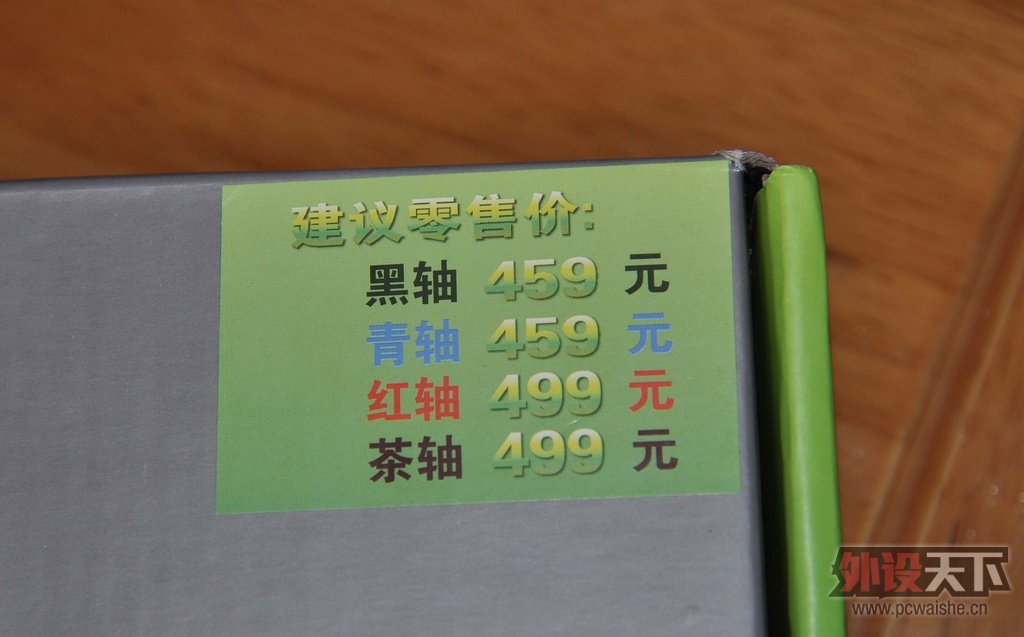 建议零售价:
黑轴 459 元
青轴 459 元
红轴 499 元
茶轴 499 元
外设天下
www.pcwaishe.cn